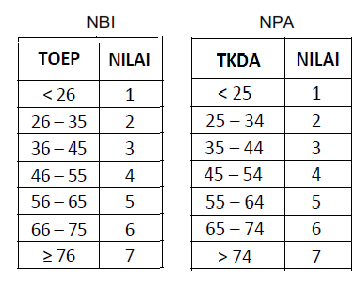 NBI NPA
TOEP NILAI TKDA NILAI
< 26 1 < 25 1
26 – 35 2 25 – 34 2
36 – 45 3 35 – 44 3
46 – 55 4 45 – 54 4
56 – 65 5 55 – 64 5
66 – 75 6 65 – 74 6
≥ 76 7 > 74 7